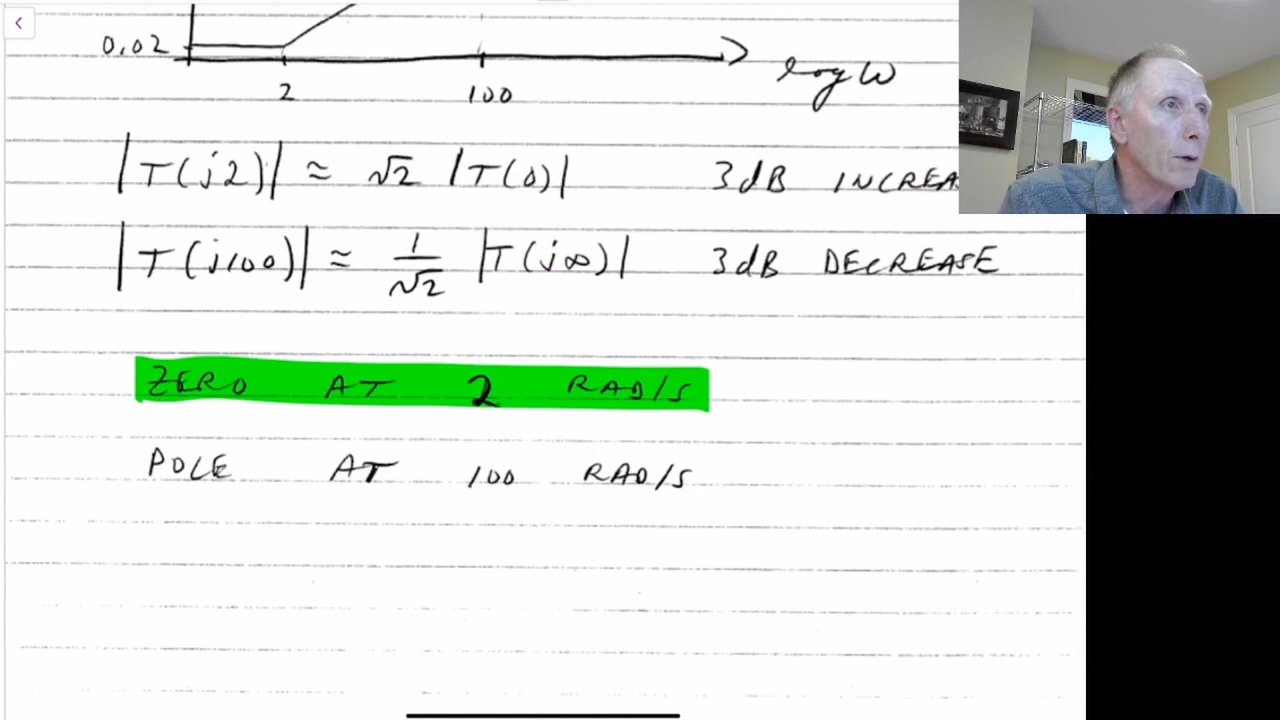 0.02
2 100 log ω
|T(j2)| ≈ √2 |T(0)| 3dB INCREA
|T(j100)| ≈ 1/√2 |T(j∞)| 3dB DECREASE
ZERO AT 2 RAD/S
POLE AT 100 RAD/S